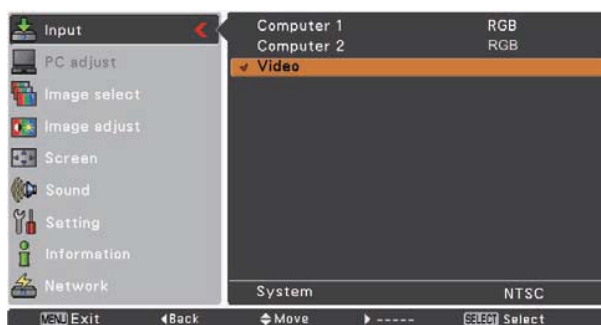 Input
PC adjust
Image select
Image adjust
Screen
Sound
Setting
Information
Network
Computer 1 RGB
Computer 2 RGB
Video
System NTSC
MENU Exit Back Move ----- SELECT Select